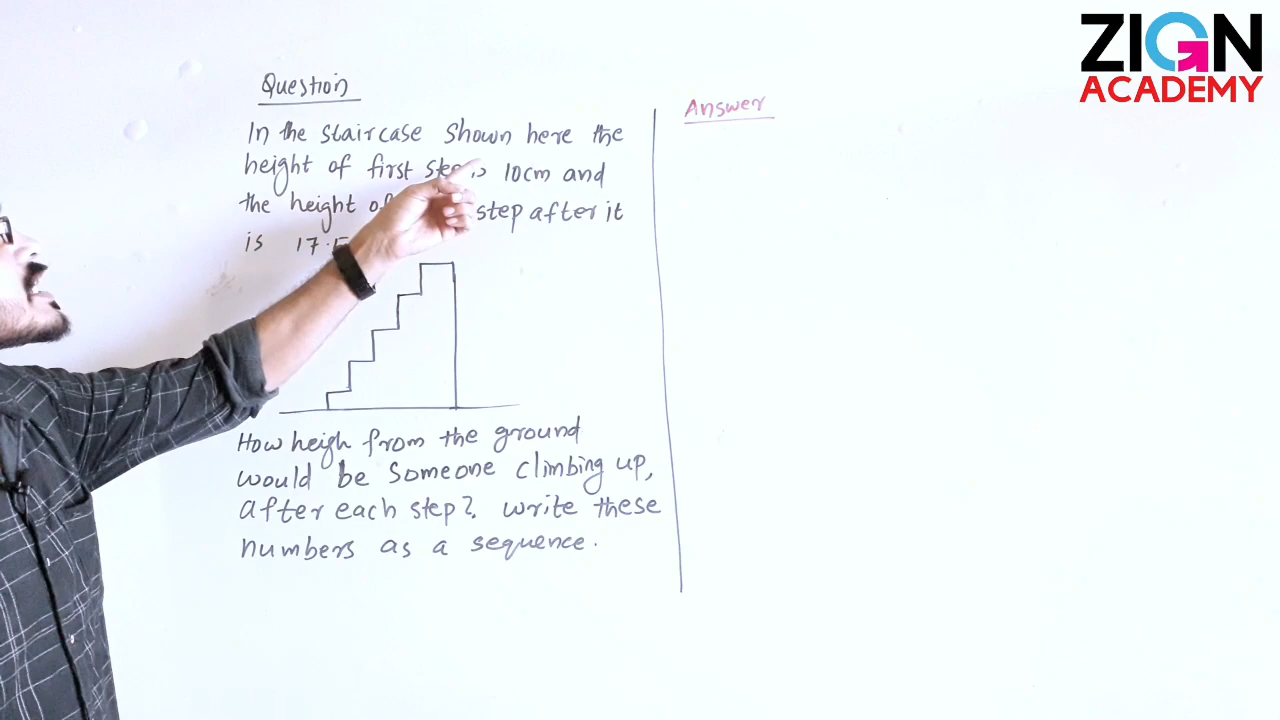 ZIGN
ACADEMY
Question
In the staircase shown here the
height of first is 10cm and
the height of step after it
is 17.5
How heigh from the ground
would be someone climbing up,
after each step?. Write these
numbers as a sequence.
Answer